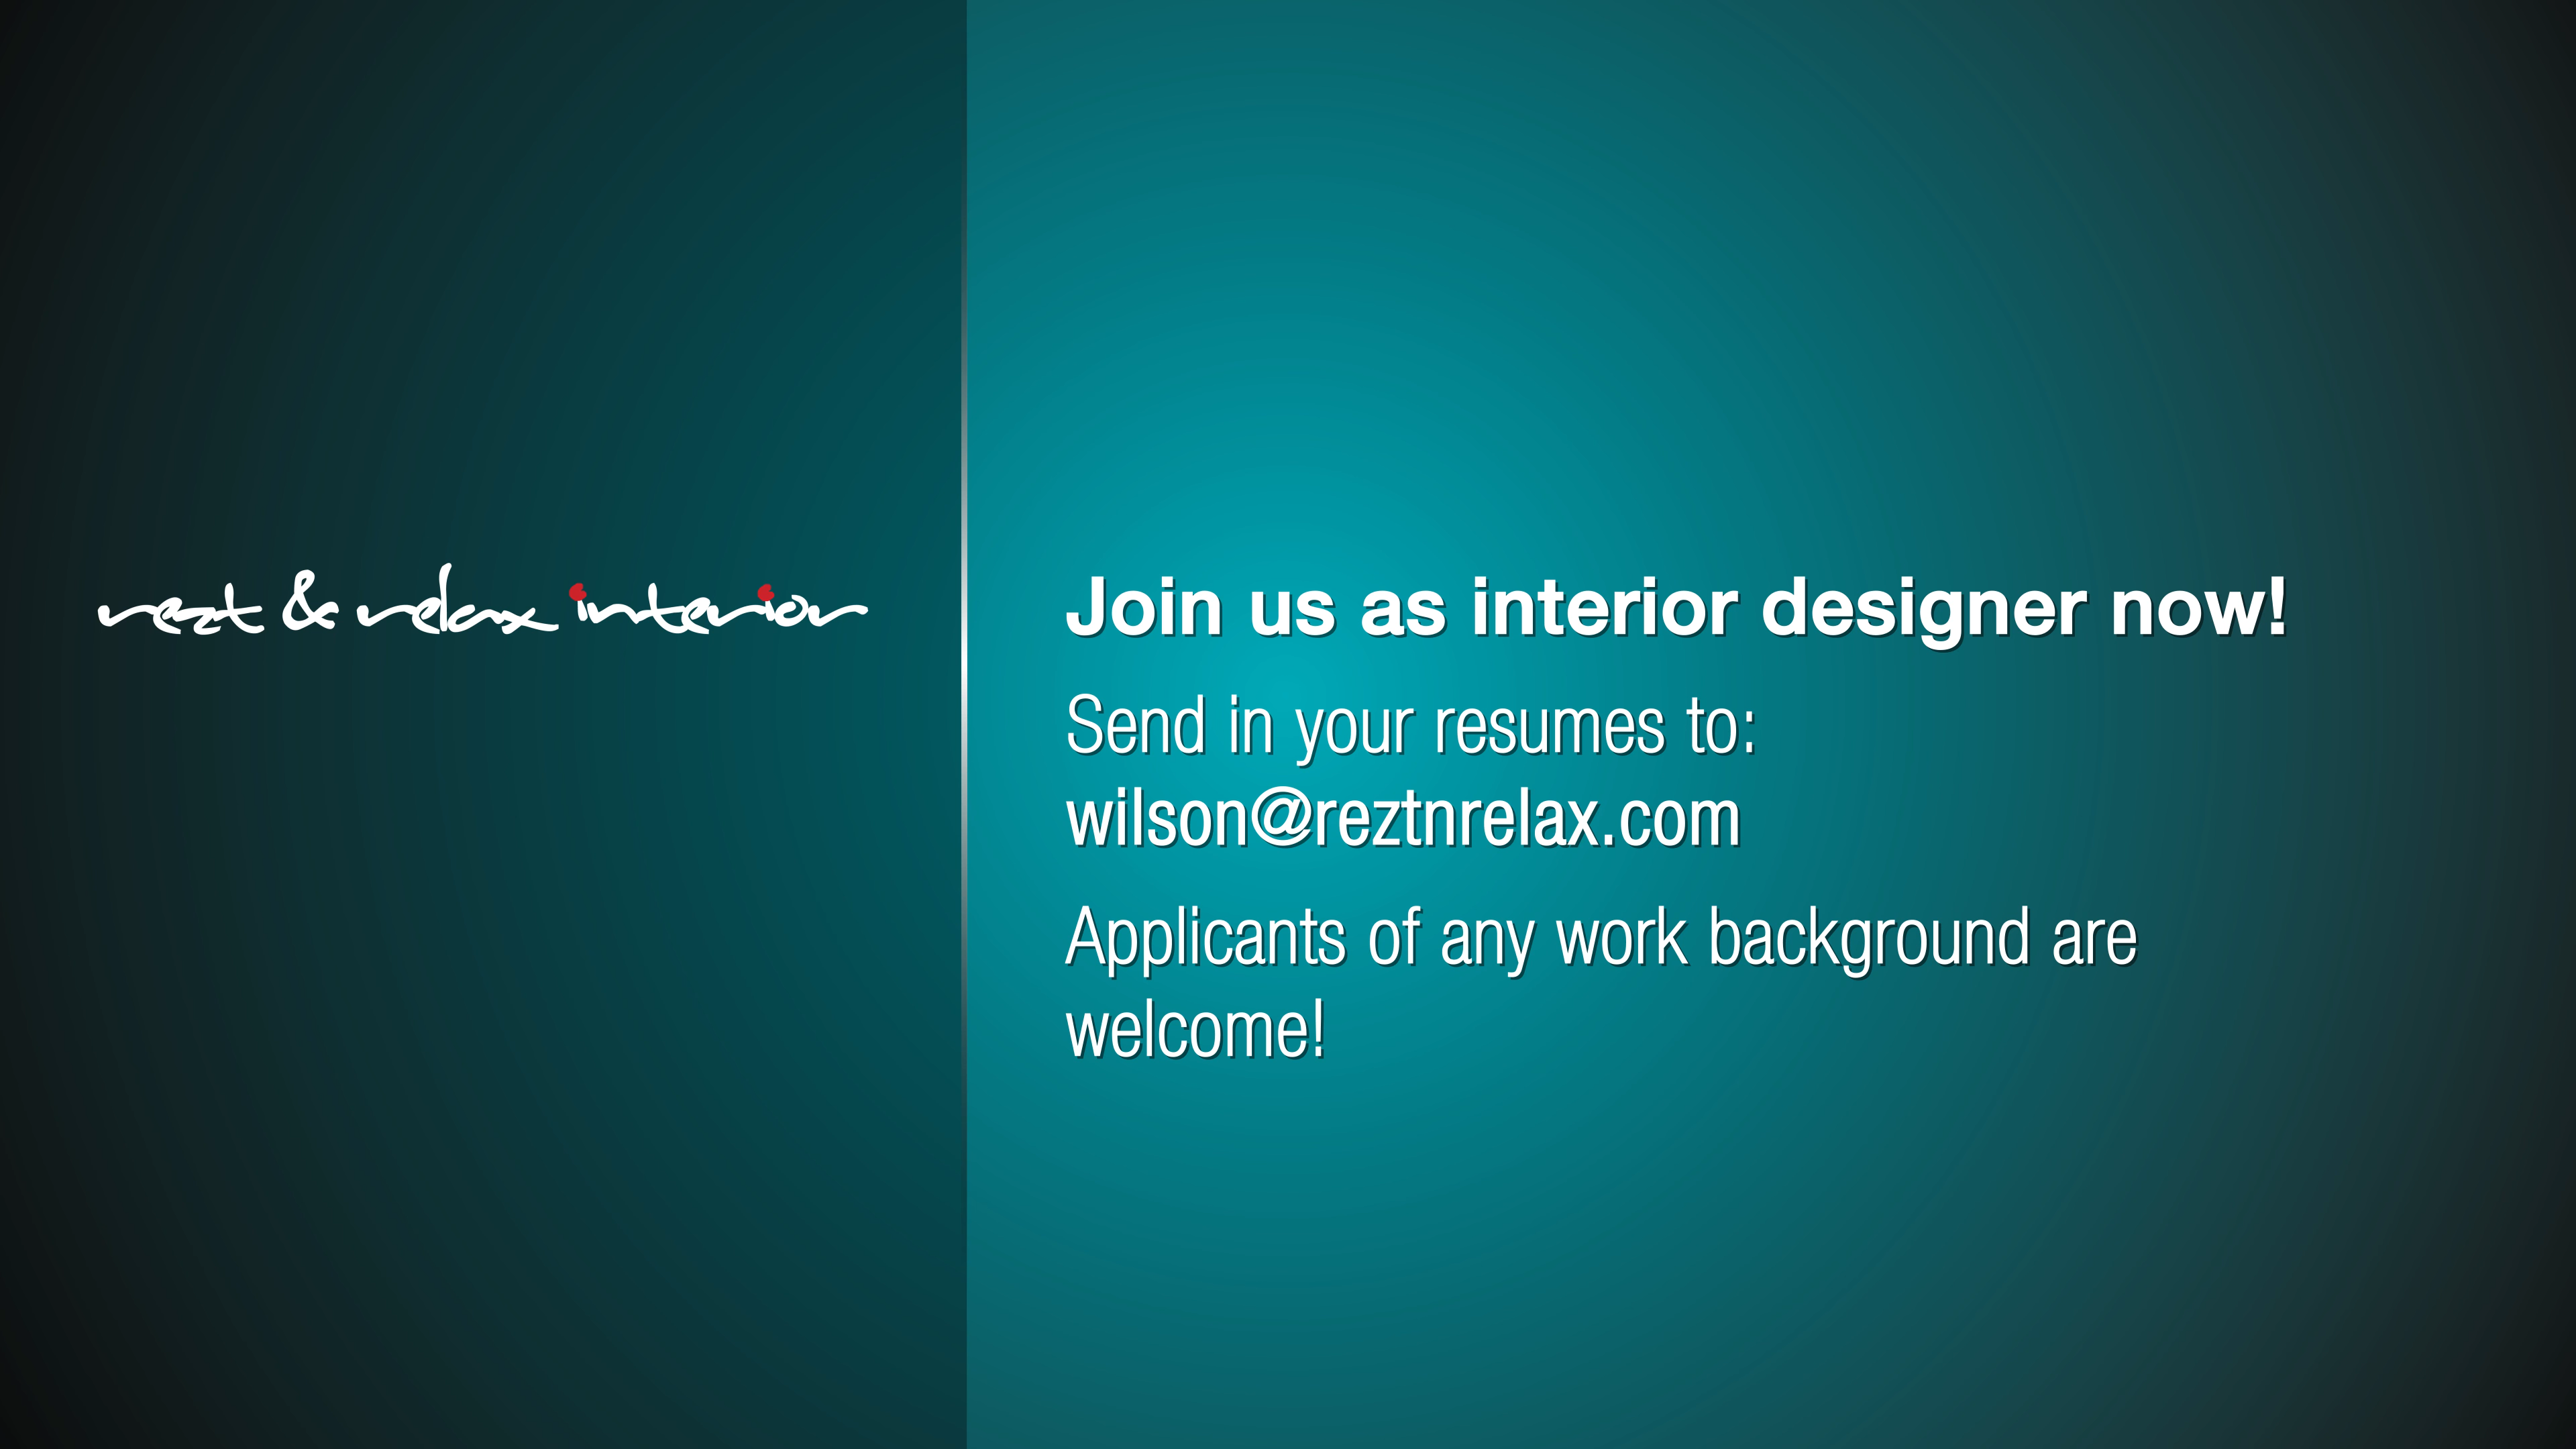 rezt & relax interior
Join us as interior designer now!
Send in your resumes to:
wilson@reztnrelax.com
Applicants of any work background are
welcome!